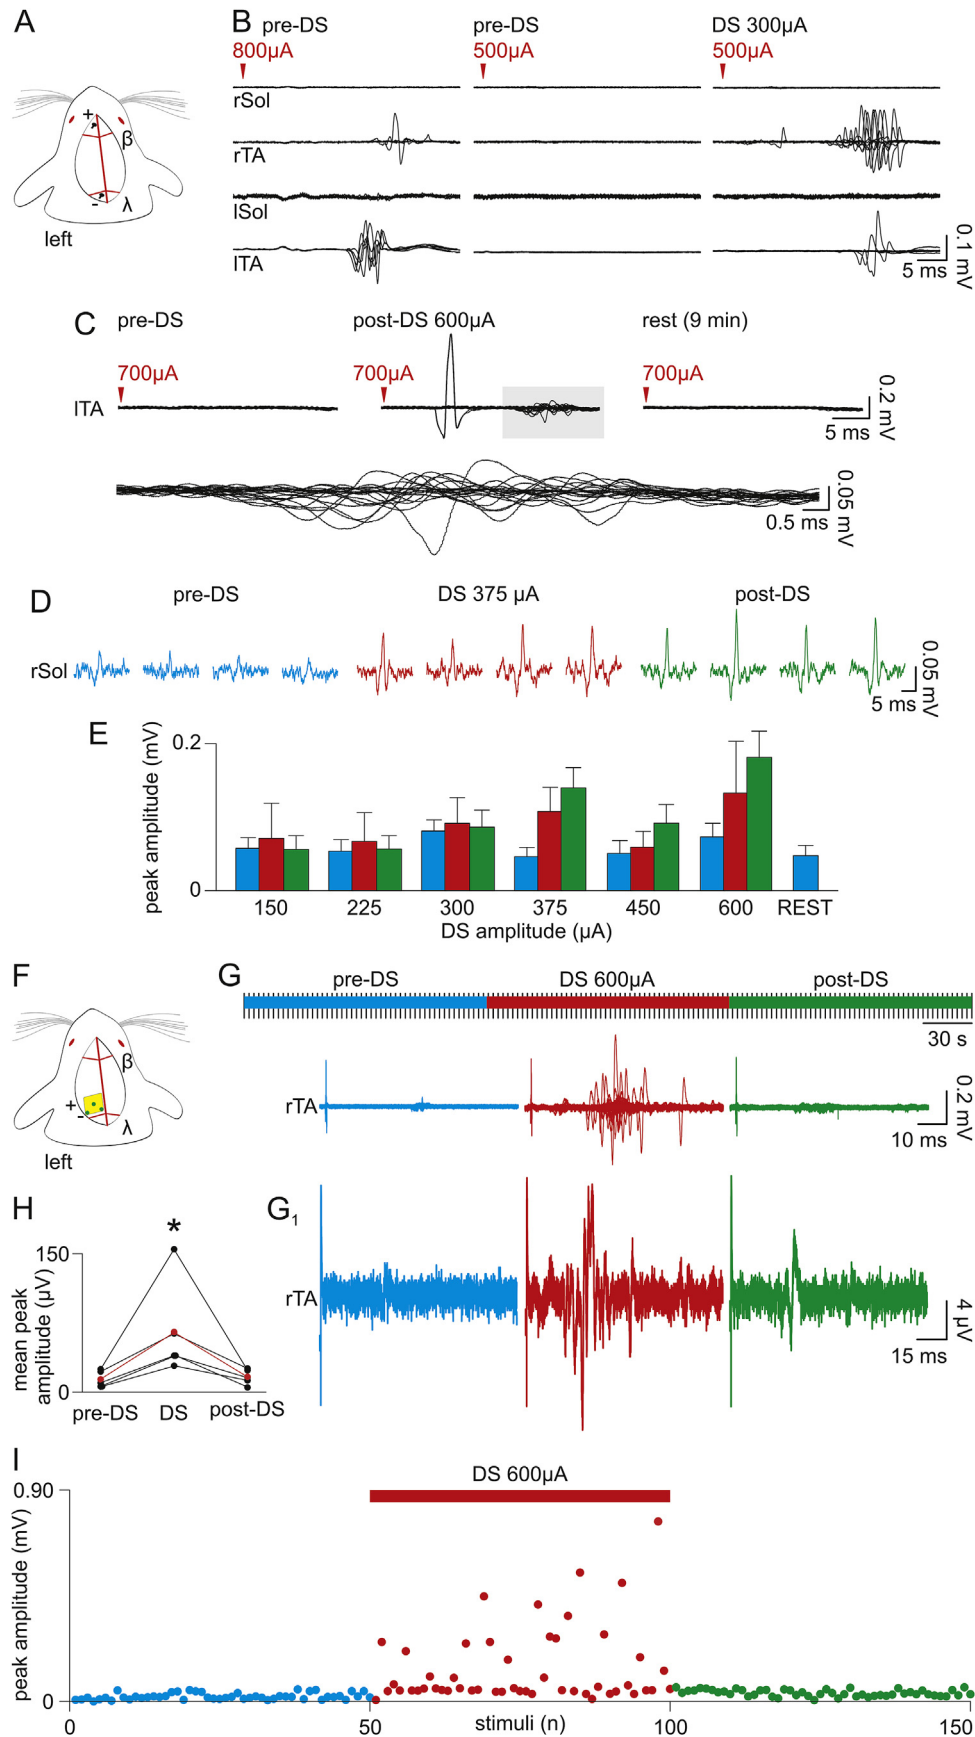 A
B
pre-DS
pre-DS
DS 300µA
800µA
500µA
500µA
rSol
+
β
rTA
-
λ
lSol
left
lTA
5 ms
0.1 mV
C
pre-DS
post-DS 600µA
rest (9 min)
700µA
700µA
700µA
lTA
5 ms
0.2 mV
0.5 ms
0.05 mV
D
pre-DS
DS 375 µA
post-DS
rSol
5 ms
0.05 mV
E
peak amplitude (mV)
0.2
0
150
225
300
375
450
600
REST
DS amplitude (µA)
F
G
pre-DS
DS 600µA
post-DS
30 s
β
+
-
λ
left
rTA
10 ms
0.2 mV
H
G1
*
mean peak
amplitude (µV)
150
0
pre-DS
DS
post-DS
rTA
15 ms
4 µV
I
DS 600µA
peak amplitude (mV)
0.90
0
0
50
stimuli (n)
100
150